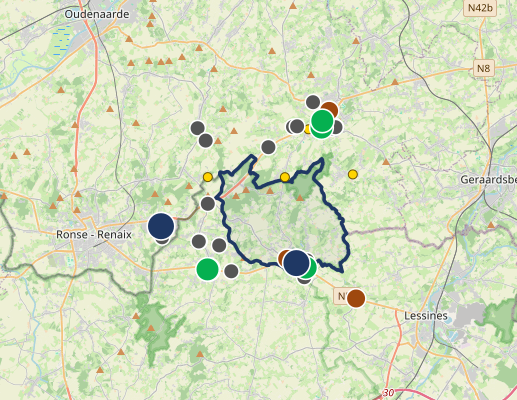 Oudenaarde
N42b
N8
Geraardsbe
Ronse - Renaix
N
Lessines
30